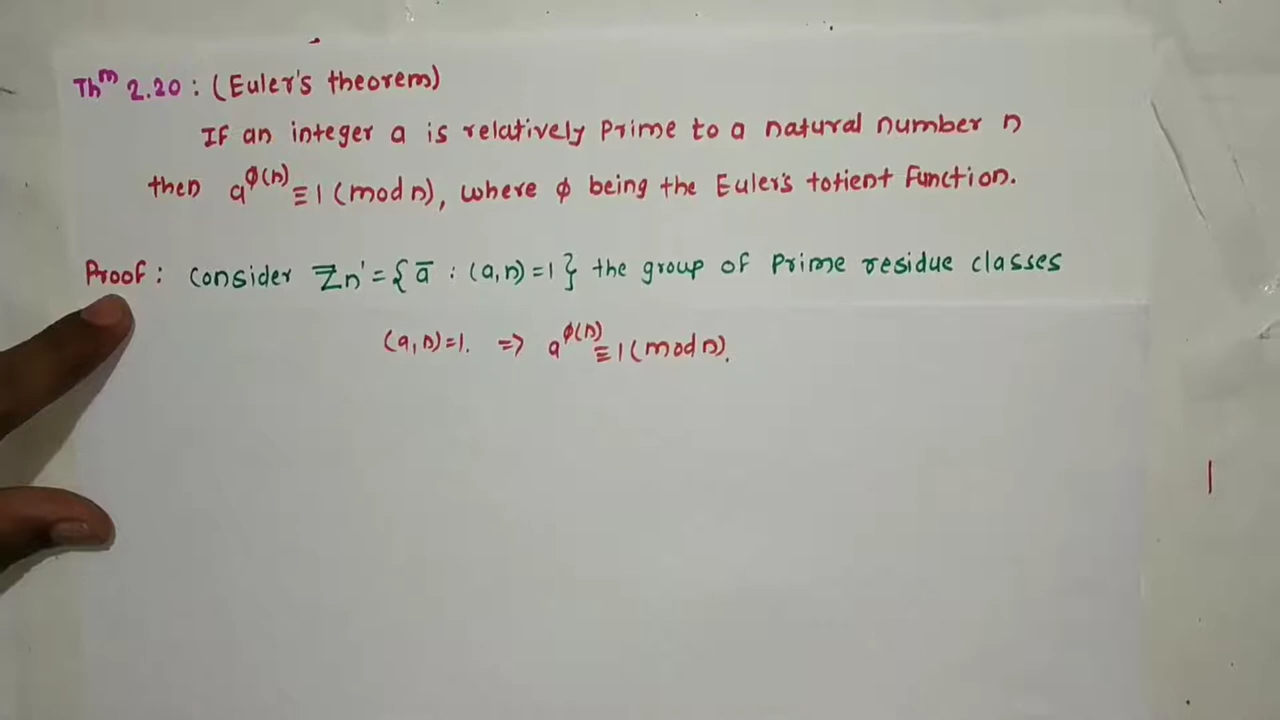 Thᵐ 2.20 : (Euler's theorem)
If an integer a is relatively Prime to a natural number n
then a^ϕ(n) ≡ 1 (mod n), where ϕ being the Euler's totient Function.
Proof : Consider Zn' = { ā : (a,n) = 1 } the group of Prime residue classes
(a,n)=1. ⇒ a^ϕ(n) ≡ 1 (mod n).